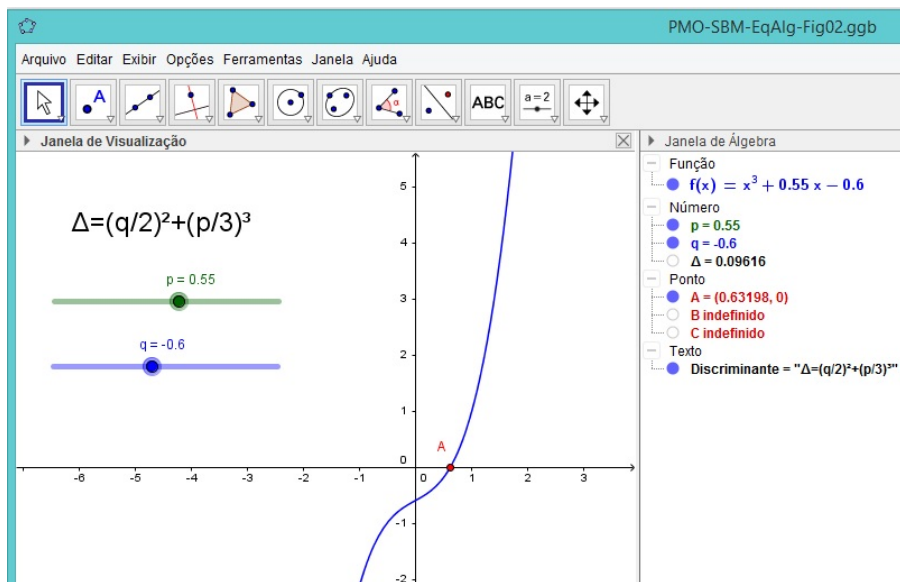 PMO-SBM-EqAlg-Fig02.ggb
Arquivo Editar Exibir Opções Ferramentas Janela Ajuda
A
α
ABC
a = 2
Janela de Visualização
Δ=(q/2)²+(p/3)³
p = 0.55
q = -0.6
5
4
3
2
1
0
-1
-2
-6 -5 -4 -3 -2 -1 0 1 2 3
A
Janela de Álgebra
Função
f(x) = x³ + 0.55 x − 0.6
Número
p = 0.55
q = -0.6
Δ = 0.09616
Ponto
A = (0.63198, 0)
B indefinido
C indefinido
Texto
Discriminante = "Δ=(q/2)²+(p/3)³"